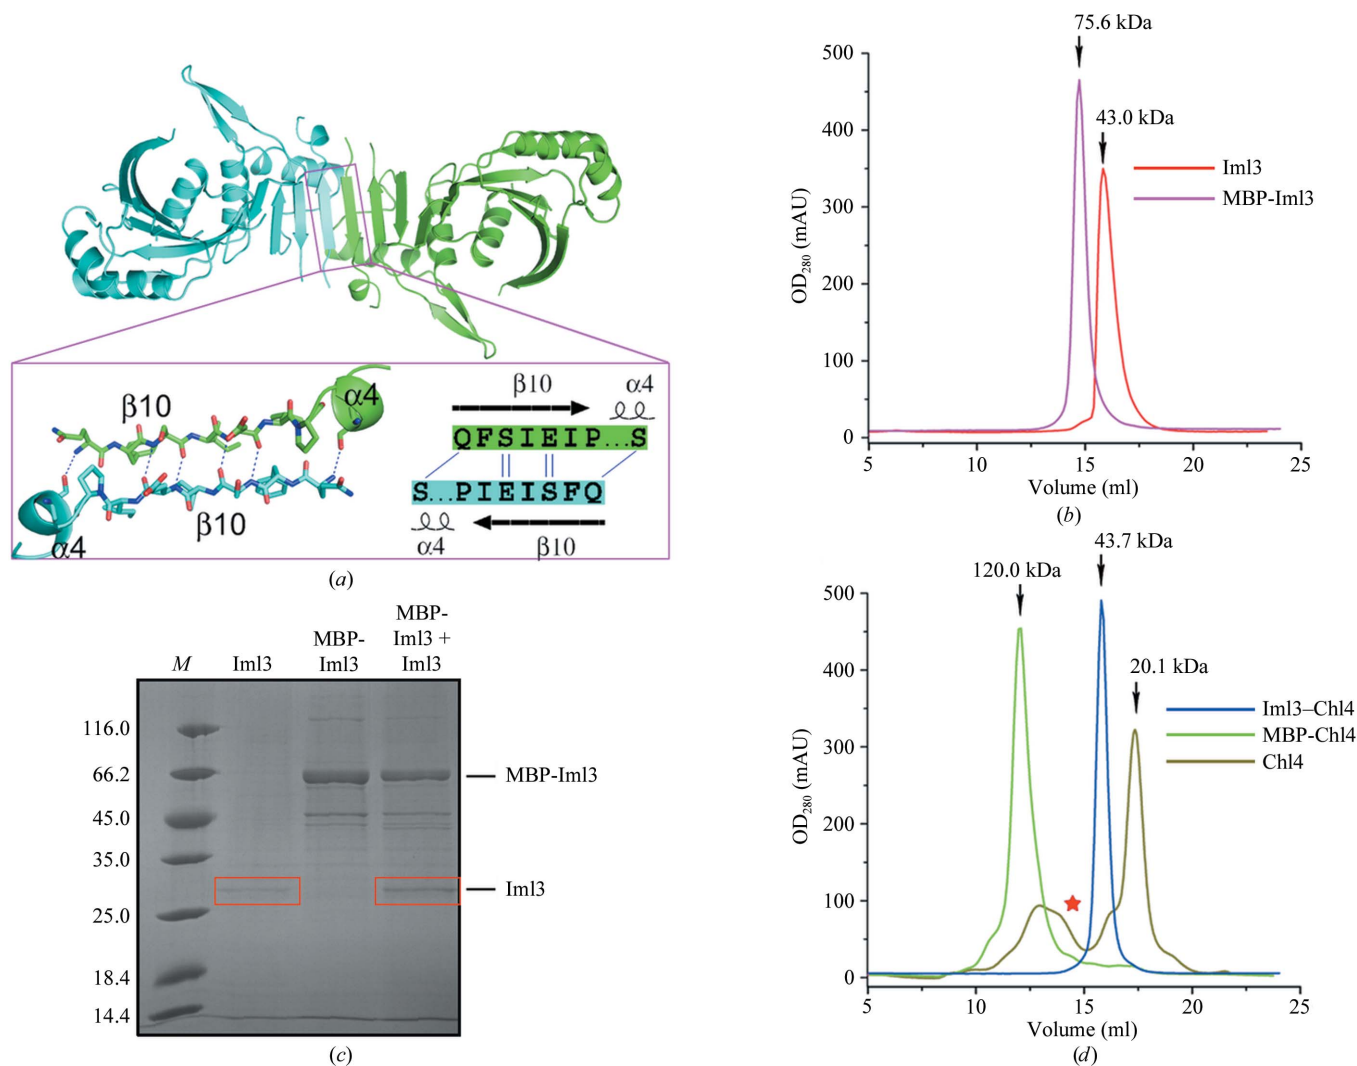 β10
α4
β10
α4
β10
α4
QFSIEIP...S
S...PIEISFQ
α4
β10
(a)
75.6 kDa
43.0 kDa
500
400
300
200
100
0
OD280 (mAU)
Iml3
MBP-Iml3
5
10
15
20
25
Volume (ml)
(b)
M
Iml3
MBP-
Iml3
MBP-
Iml3 +
Iml3
116.0
66.2
45.0
35.0
25.0
18.4
14.4
MBP-Iml3
Iml3
(c)
120.0 kDa
43.7 kDa
20.1 kDa
500
400
300
200
100
0
OD280 (mAU)
Iml3–Chl4
MBP-Chl4
Chl4
5
10
15
20
25
Volume (ml)
(d)